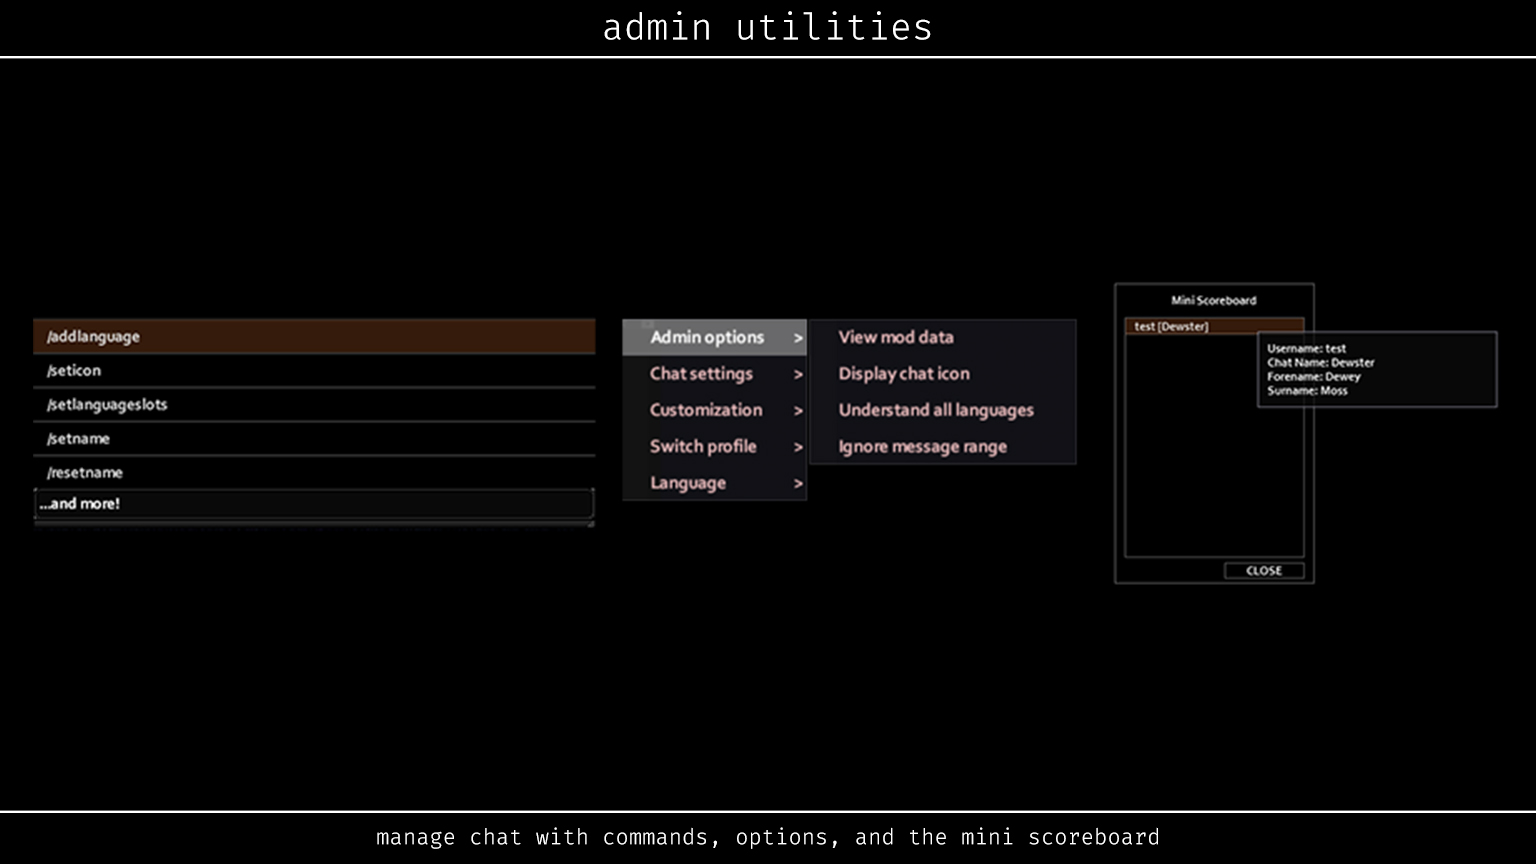 admin utilities
/addlanguage
/seticon
/setlanguageslots
/setname
/resetname
...and more!
Admin options >
Chat settings >
Customization >
Switch profile >
Language >
View mod data
Display chat icon
Understand all languages
Ignore message range
Mini Scoreboard
test [Dewster]
Username: test
Chat Name: Dewster
Forename: Dewey
Surname: Moss
CLOSE
manage chat with commands, options, and the mini scoreboard